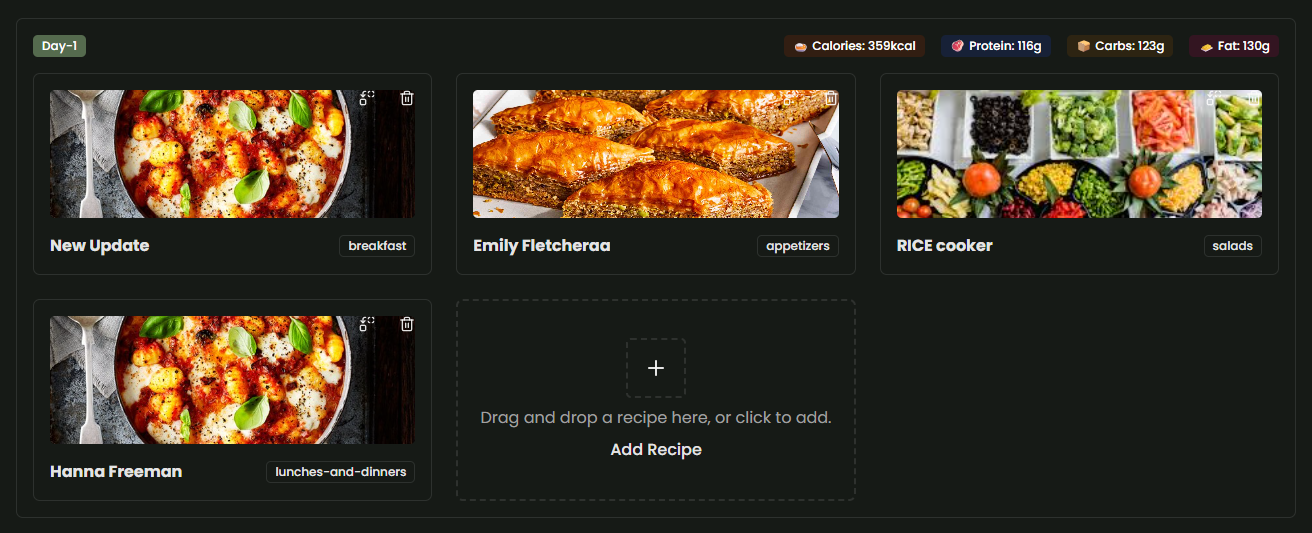 Day-1
Calories: 359kcal
Protein: 116g
Carbs: 123g
Fat: 130g
New Update
breakfast
Emily Fletcheraa
appetizers
RICE cooker
salads
Hanna Freeman
lunches-and-dinners
Drag and drop a recipe here, or click to add.
Add Recipe